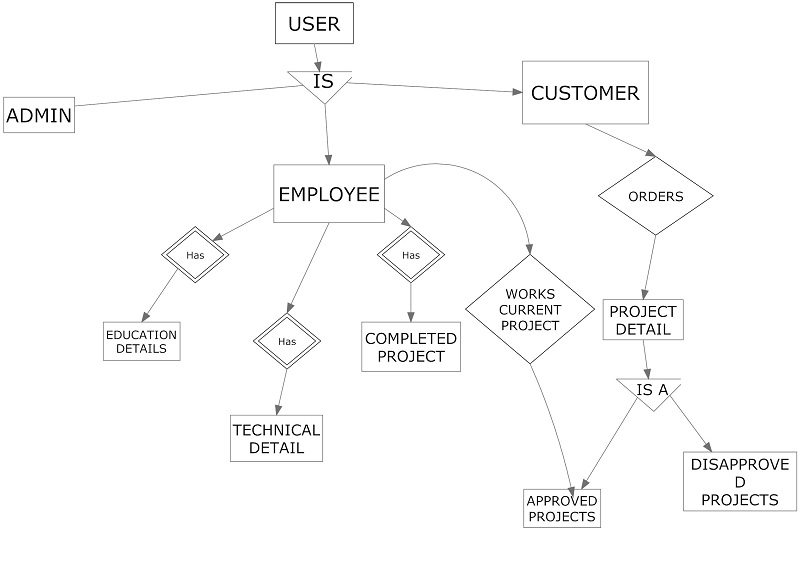 USER
IS
ADMIN
CUSTOMER
EMPLOYEE
ORDERS
Has
Has
WORKS
CURRENT
PROJECT
PROJECT
DETAIL
EDUCATION
DETAILS
Has
COMPLETED
PROJECT
IS A
TECHNICAL
DETAIL
DISAPPROVE
D
PROJECTS
APPROVED
PROJECTS